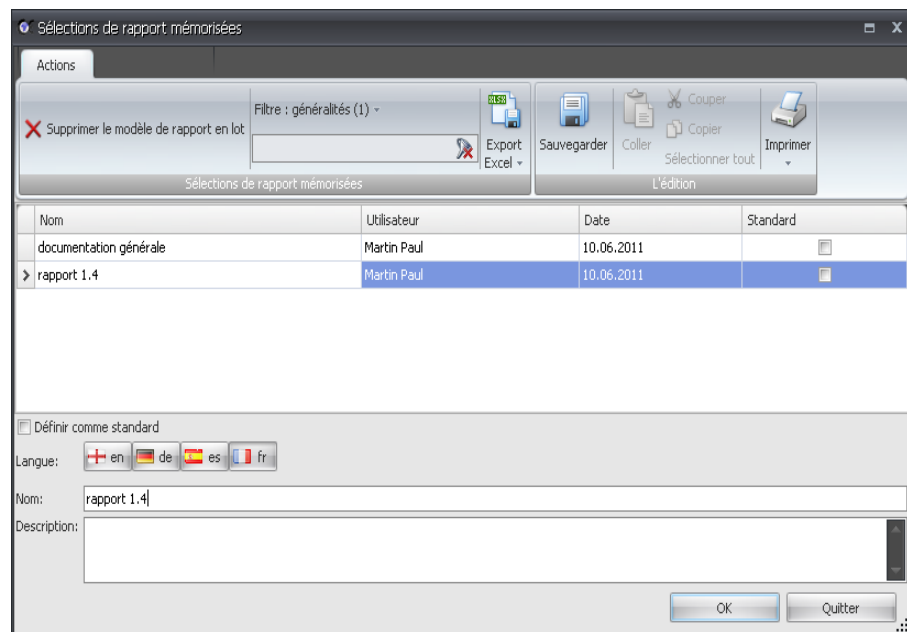 Sélections de rapport mémorisées
Actions
Supprimer le modèle de rapport en lot
Filtre : généralités (1)
XLSX
Export Excel
Sauvegarder
Coller
Couper
Copier
Sélectionner tout
Imprimer
Sélections de rapport mémorisées
L'édition
Nom Utilisateur Date Standard
documentation générale Martin Paul 10.06.2011
rapport 1.4 Martin Paul 10.06.2011
Définir comme standard
Langue: en de es fr
Nom: rapport 1.4
Description:
OK Quitter